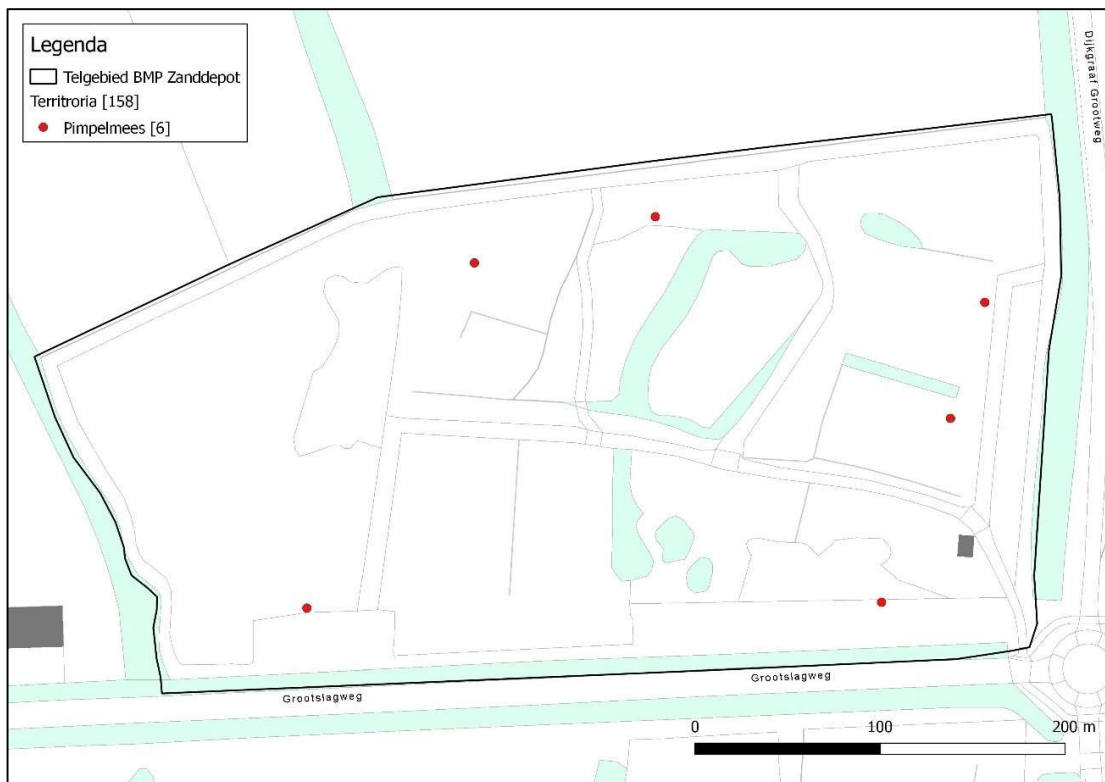 Legenda
Telgebied BMP Zanddepot
Territroria [158]
Pimpelmees [6]
Dijkgraaf Grootweg
Grootslagweg
Grootslagweg
0 100 200 m